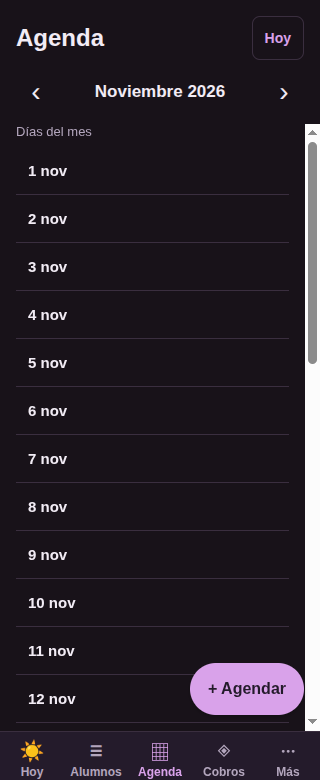 Agenda
Hoy
‹ Noviembre 2026 ›
Días del mes
1 nov
2 nov
3 nov
4 nov
5 nov
6 nov
7 nov
8 nov
9 nov
10 nov
11 nov
12 nov
+ Agendar
Hoy Alumnos Agenda Cobros Más